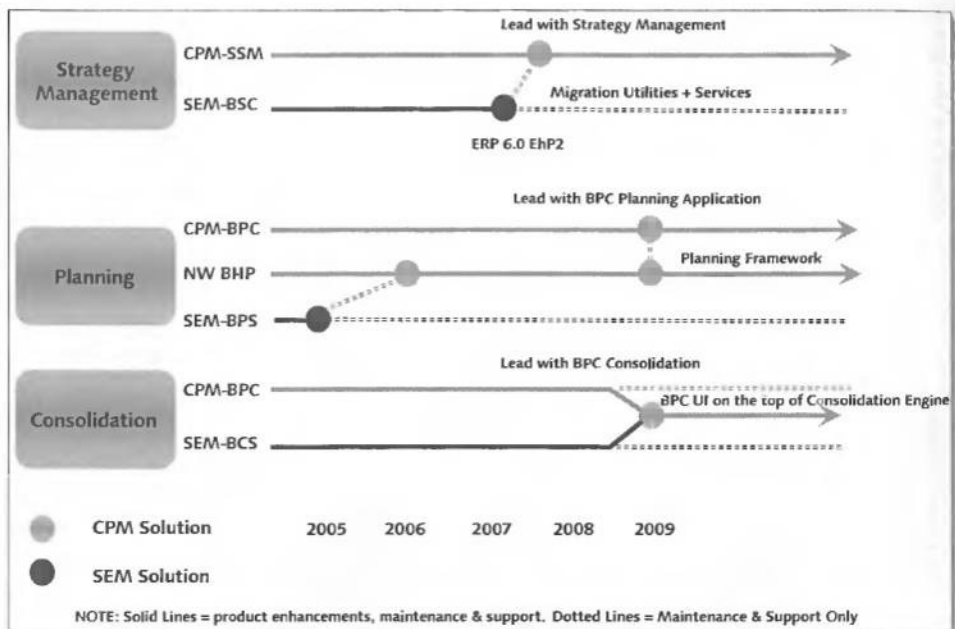 Lead with Strategy Management
CPM-SSM
Strategy
Management
SEM-BSC
Migration Utilities + Services
ERP 6.0 EhP2
Lead with BPC Planning Application
CPM-BPC
Planning
NW BHP
Planning Framework
SEM-BPS
Lead with BPC Consolidation
CPM-BPC
BPC UI on the top of Consolidation Engine
Consolidation
SEM-BCS
CPM Solution
2005 2006 2007 2008 2009
SEM Solution
NOTE: Solid Lines = product enhancements, maintenance & support. Dotted Lines = Maintenance & Support Only